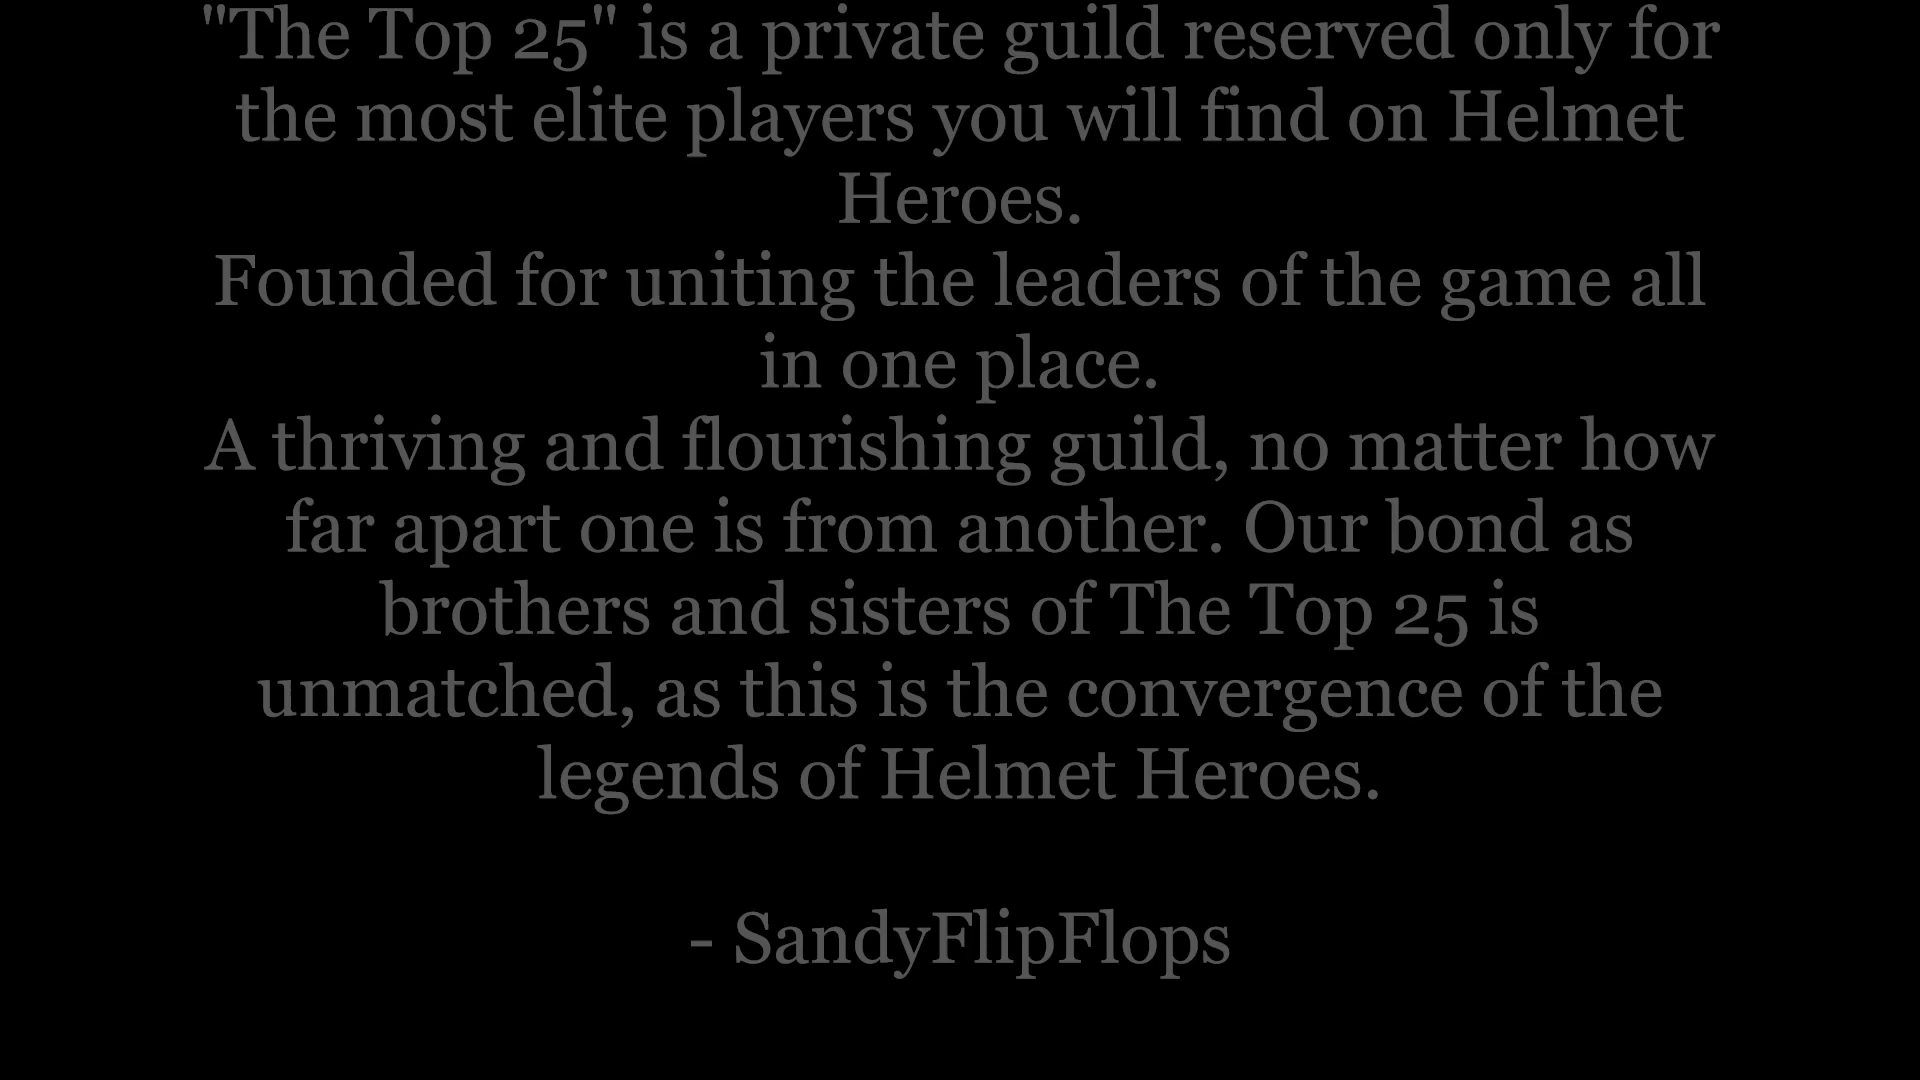 "The Top 25" is a private guild reserved only for
the most elite players you will find on Helmet
Heroes.
Founded for uniting the leaders of the game all
in one place.
A thriving and flourishing guild, no matter how
far apart one is from another. Our bond as
brothers and sisters of The Top 25 is
unmatched, as this is the convergence of the
legends of Helmet Heroes.
- SandyFlipFlops